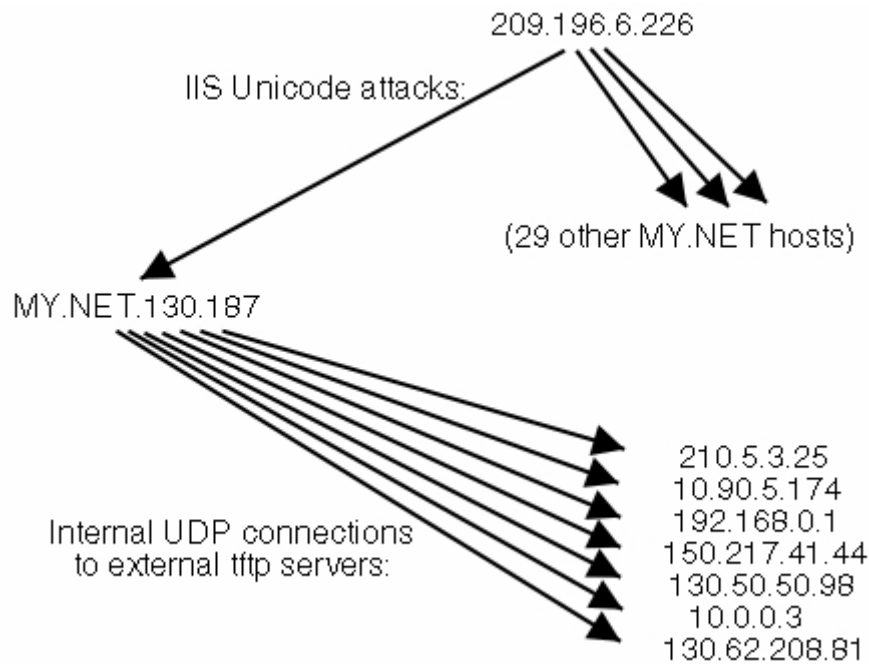 209.196.6.226
IIS Unicode attacks:
(29 other MY.NET hosts)
MY.NET.130.187
210.5.3.25
10.90.5.174
192.168.0.1
150.217.41.44
130.50.50.98
10.0.0.3
130.62.208.81
Internal UDP connections
to external tftp servers: